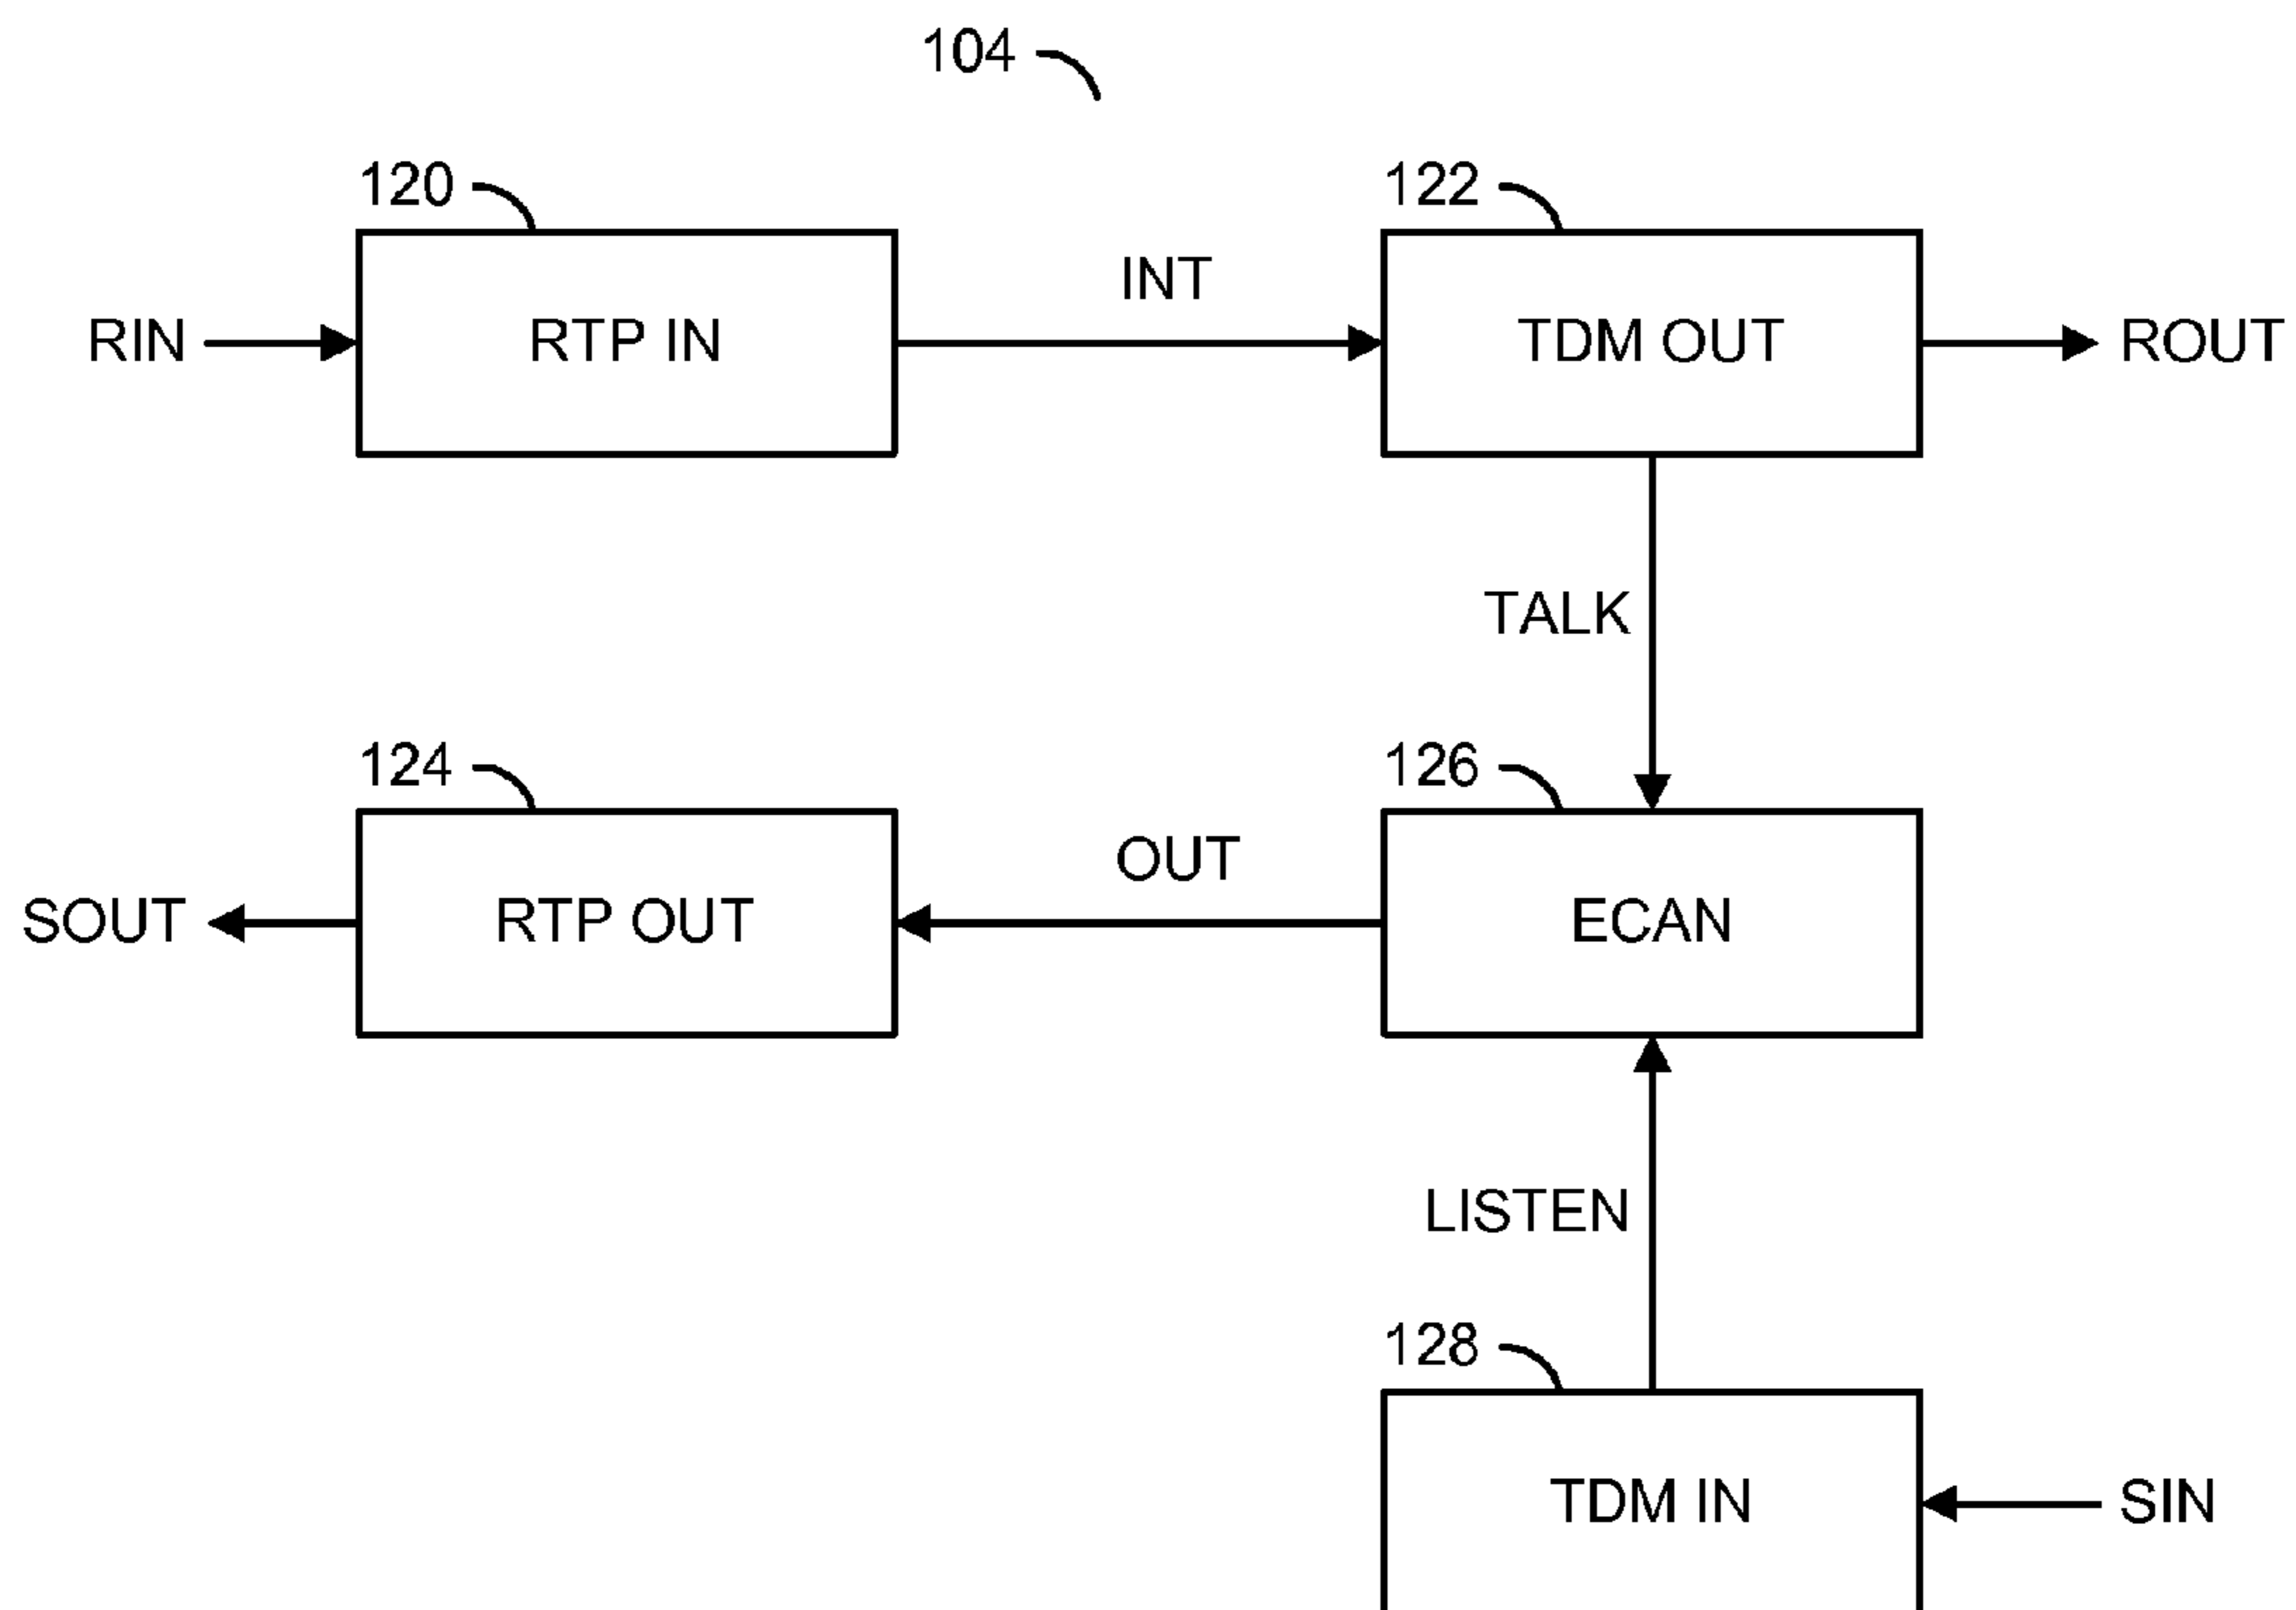 104
120
122
INT
RIN
RTP IN
TDM OUT
ROUT
TALK
124
126
OUT
SOUT
RTP OUT
ECAN
LISTEN
128
TDM IN
SIN